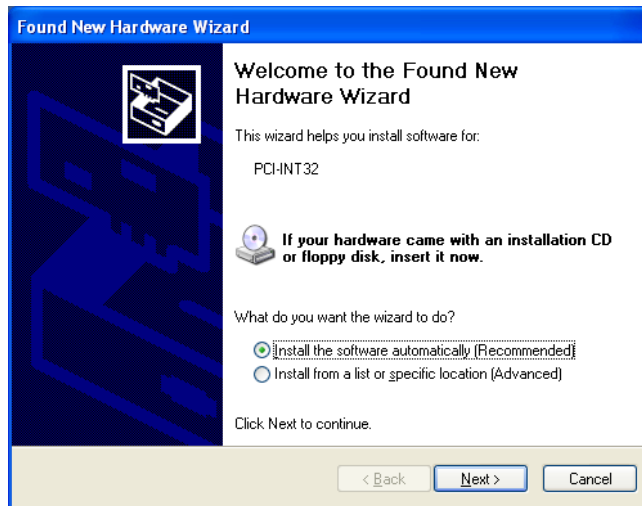 Found New Hardware Wizard
Welcome to the Found New
Hardware Wizard
This wizard helps you install software for:
PCI-INT32
If your hardware came with an installation CD
or floppy disk, insert it now.
What do you want the wizard to do?
Install the software automatically (Recommended)
Install from a list or specific location (Advanced)
Click Next to continue.
< Back Next > Cancel